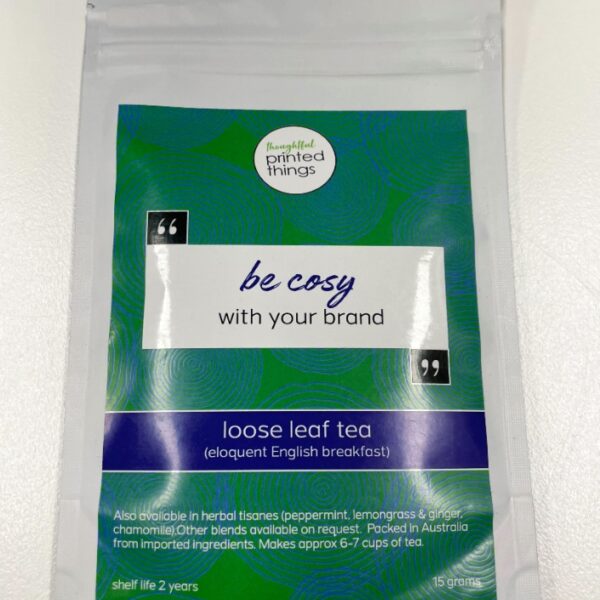 thoughtful
printed
things
“
be cosy
with your brand
”
loose leaf tea
(eloquent English breakfast)
Also available in herbal tisanes (peppermint, lemongrass & ginger,
chamomile).Other blends available on request. Packed in Australia
from imported ingredients. Makes approx 6-7 cups of tea.
shelf life 2 years
15 grams